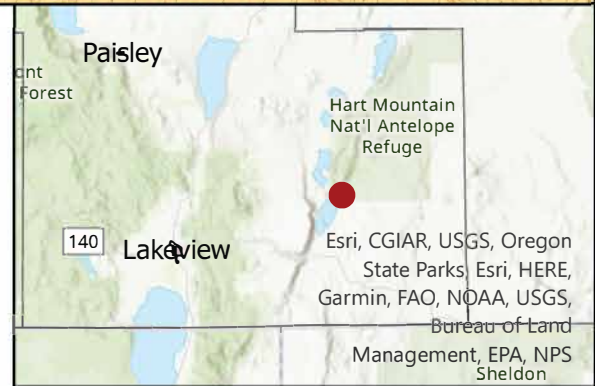 Paisley
ont
Forest
Hart Mountain
Nat'l Antelope
Refuge
140
Lakeview
Esri, CGIAR, USGS, Oregon
State Parks, Esri, HERE,
Garmin, FAO, NOAA, USGS,
Bureau of Land
Management, EPA, NPS
Sheldon